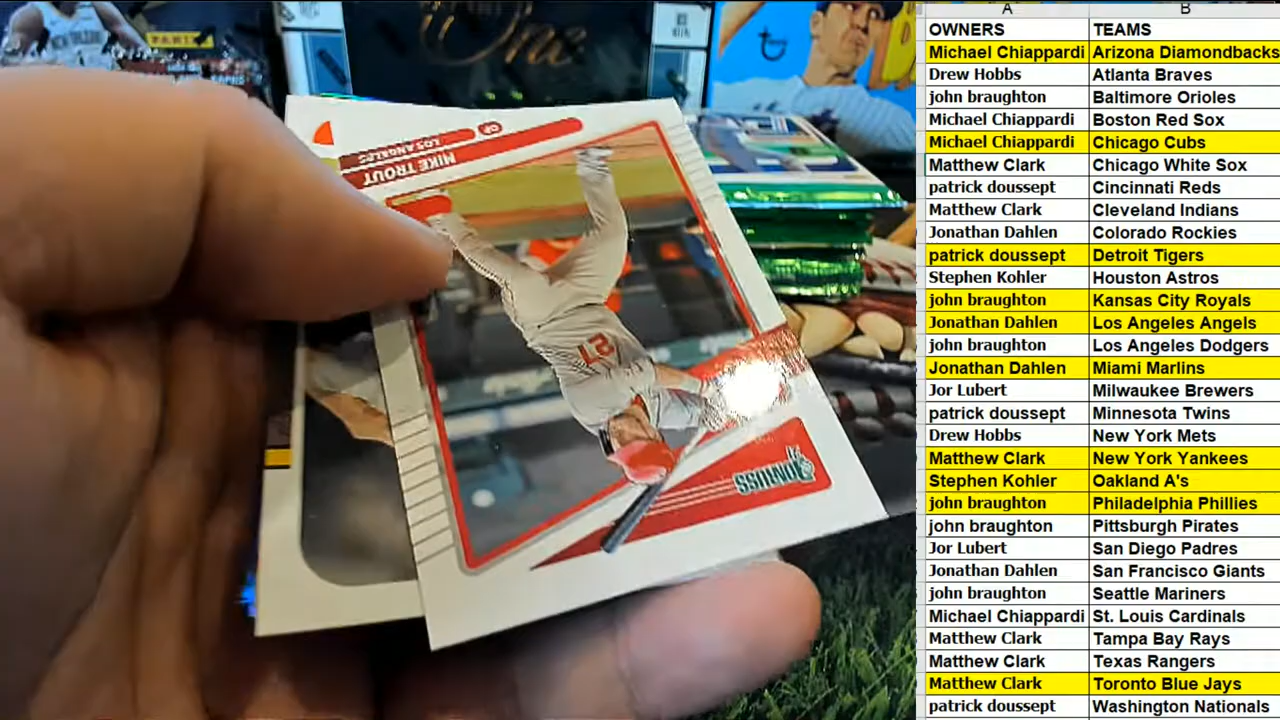 A B
OWNERS TEAMS
Michael Chiappardi Arizona Diamondbacks
Drew Hobbs Atlanta Braves
john braughton Baltimore Orioles
Michael Chiappardi Boston Red Sox
Michael Chiappardi Chicago Cubs
Matthew Clark Chicago White Sox
patrick doussept Cincinnati Reds
Matthew Clark Cleveland Indians
Jonathan Dahlen Colorado Rockies
patrick doussept Detroit Tigers
Stephen Kohler Houston Astros
john braughton Kansas City Royals
Jonathan Dahlen Los Angeles Angels
john braughton Los Angeles Dodgers
Jonathan Dahlen Miami Marlins
Jor Lubert Milwaukee Brewers
patrick doussept Minnesota Twins
Drew Hobbs New York Mets
Matthew Clark New York Yankees
Stephen Kohler Oakland A's
john braughton Philadelphia Phillies
john braughton Pittsburgh Pirates
Jor Lubert San Diego Padres
Jonathan Dahlen San Francisco Giants
john braughton Seattle Mariners
Michael Chiappardi St. Louis Cardinals
Matthew Clark Tampa Bay Rays
Matthew Clark Texas Rangers
Matthew Clark Toronto Blue Jays
patrick doussept Washington Nationals
NEW ORLEANS
PANINI
One
OF
LOS ANGELES
MIKE TROUT
27
21
DONRUSS